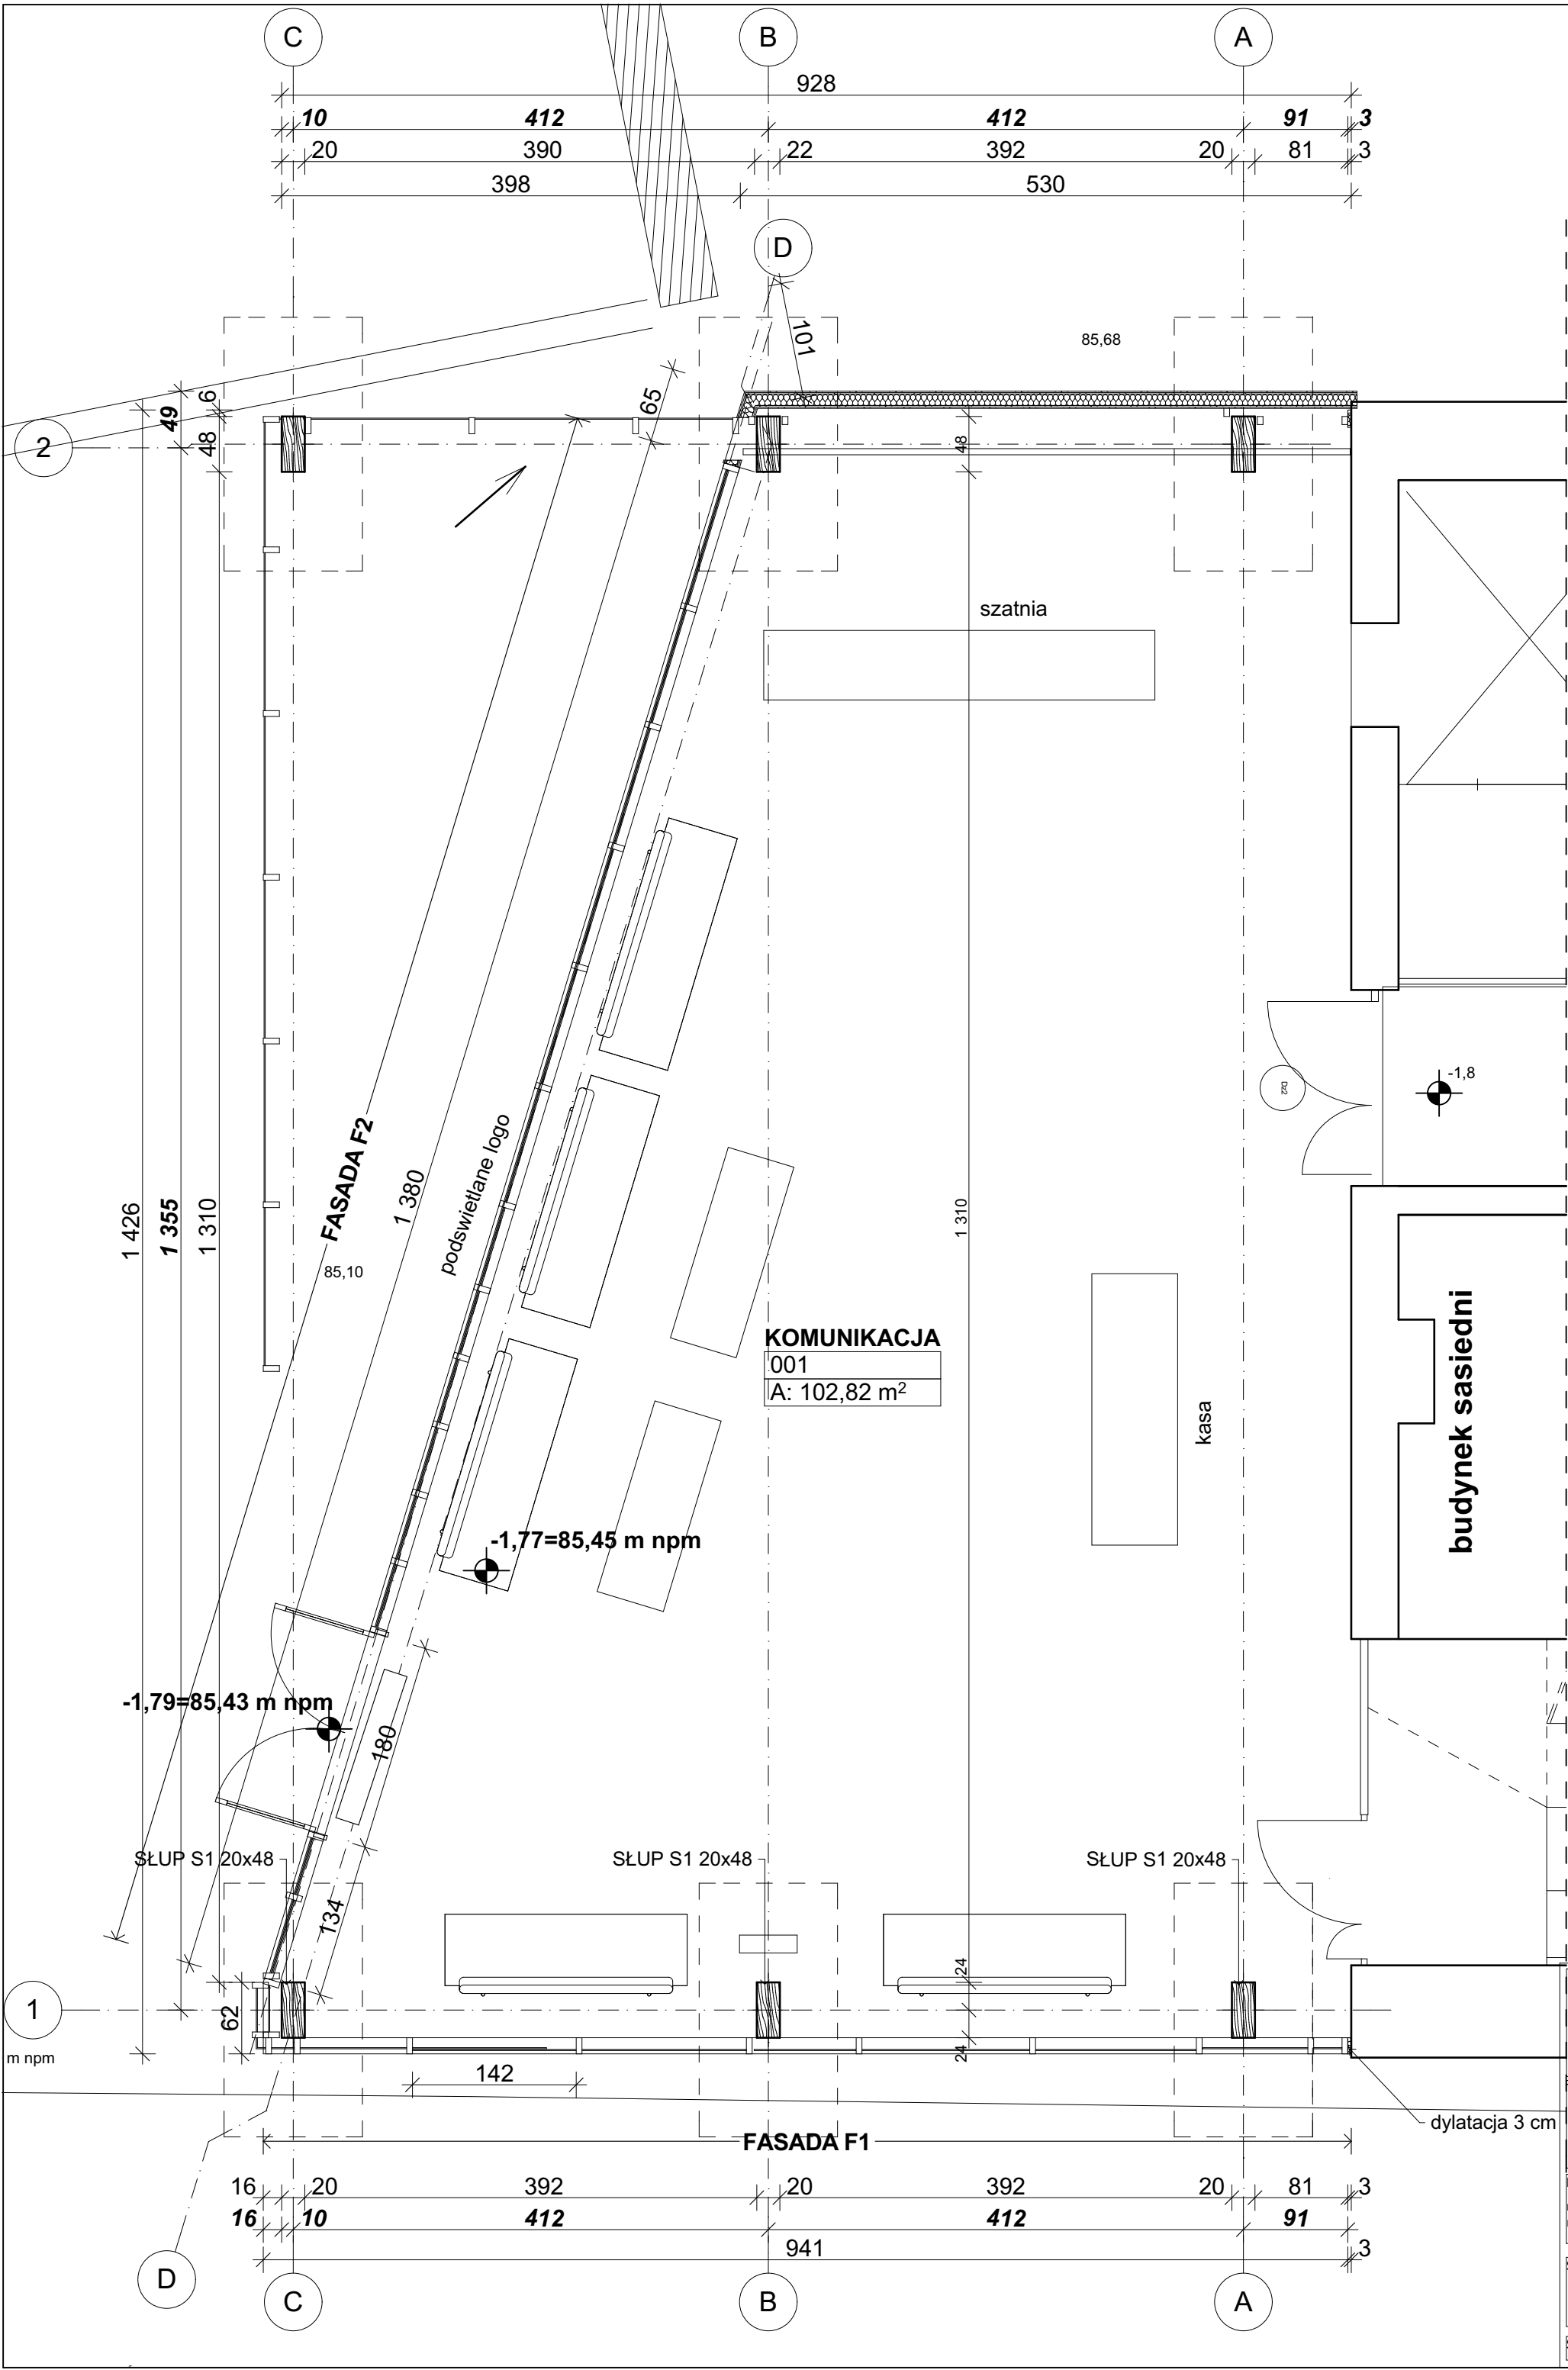 C
B
A
928
10
412
412
91
3
20
390
22
392
20
81
3
398
530
D
101
85,68
65
6
49
48
2
48
szatnia
-1,8
Dz2
FASADA F2
podswietlane logo
1 380
1 426
1 355
1 310
1 310
85,10
KOMUNIKACJA
001
A: 102,82 m²
kasa
budynek sasiedni
-1,77=85,45 m npm
-1,79=85,43 m npm
180
SŁUP S1 20x48
SŁUP S1 20x48
SŁUP S1 20x48
134
24
1
62
24
m npm
142
dylatacja 3 cm
FASADA F1
16
20
392
20
392
20
81
3
16
10
412
412
91
941
3
D
C
B
A